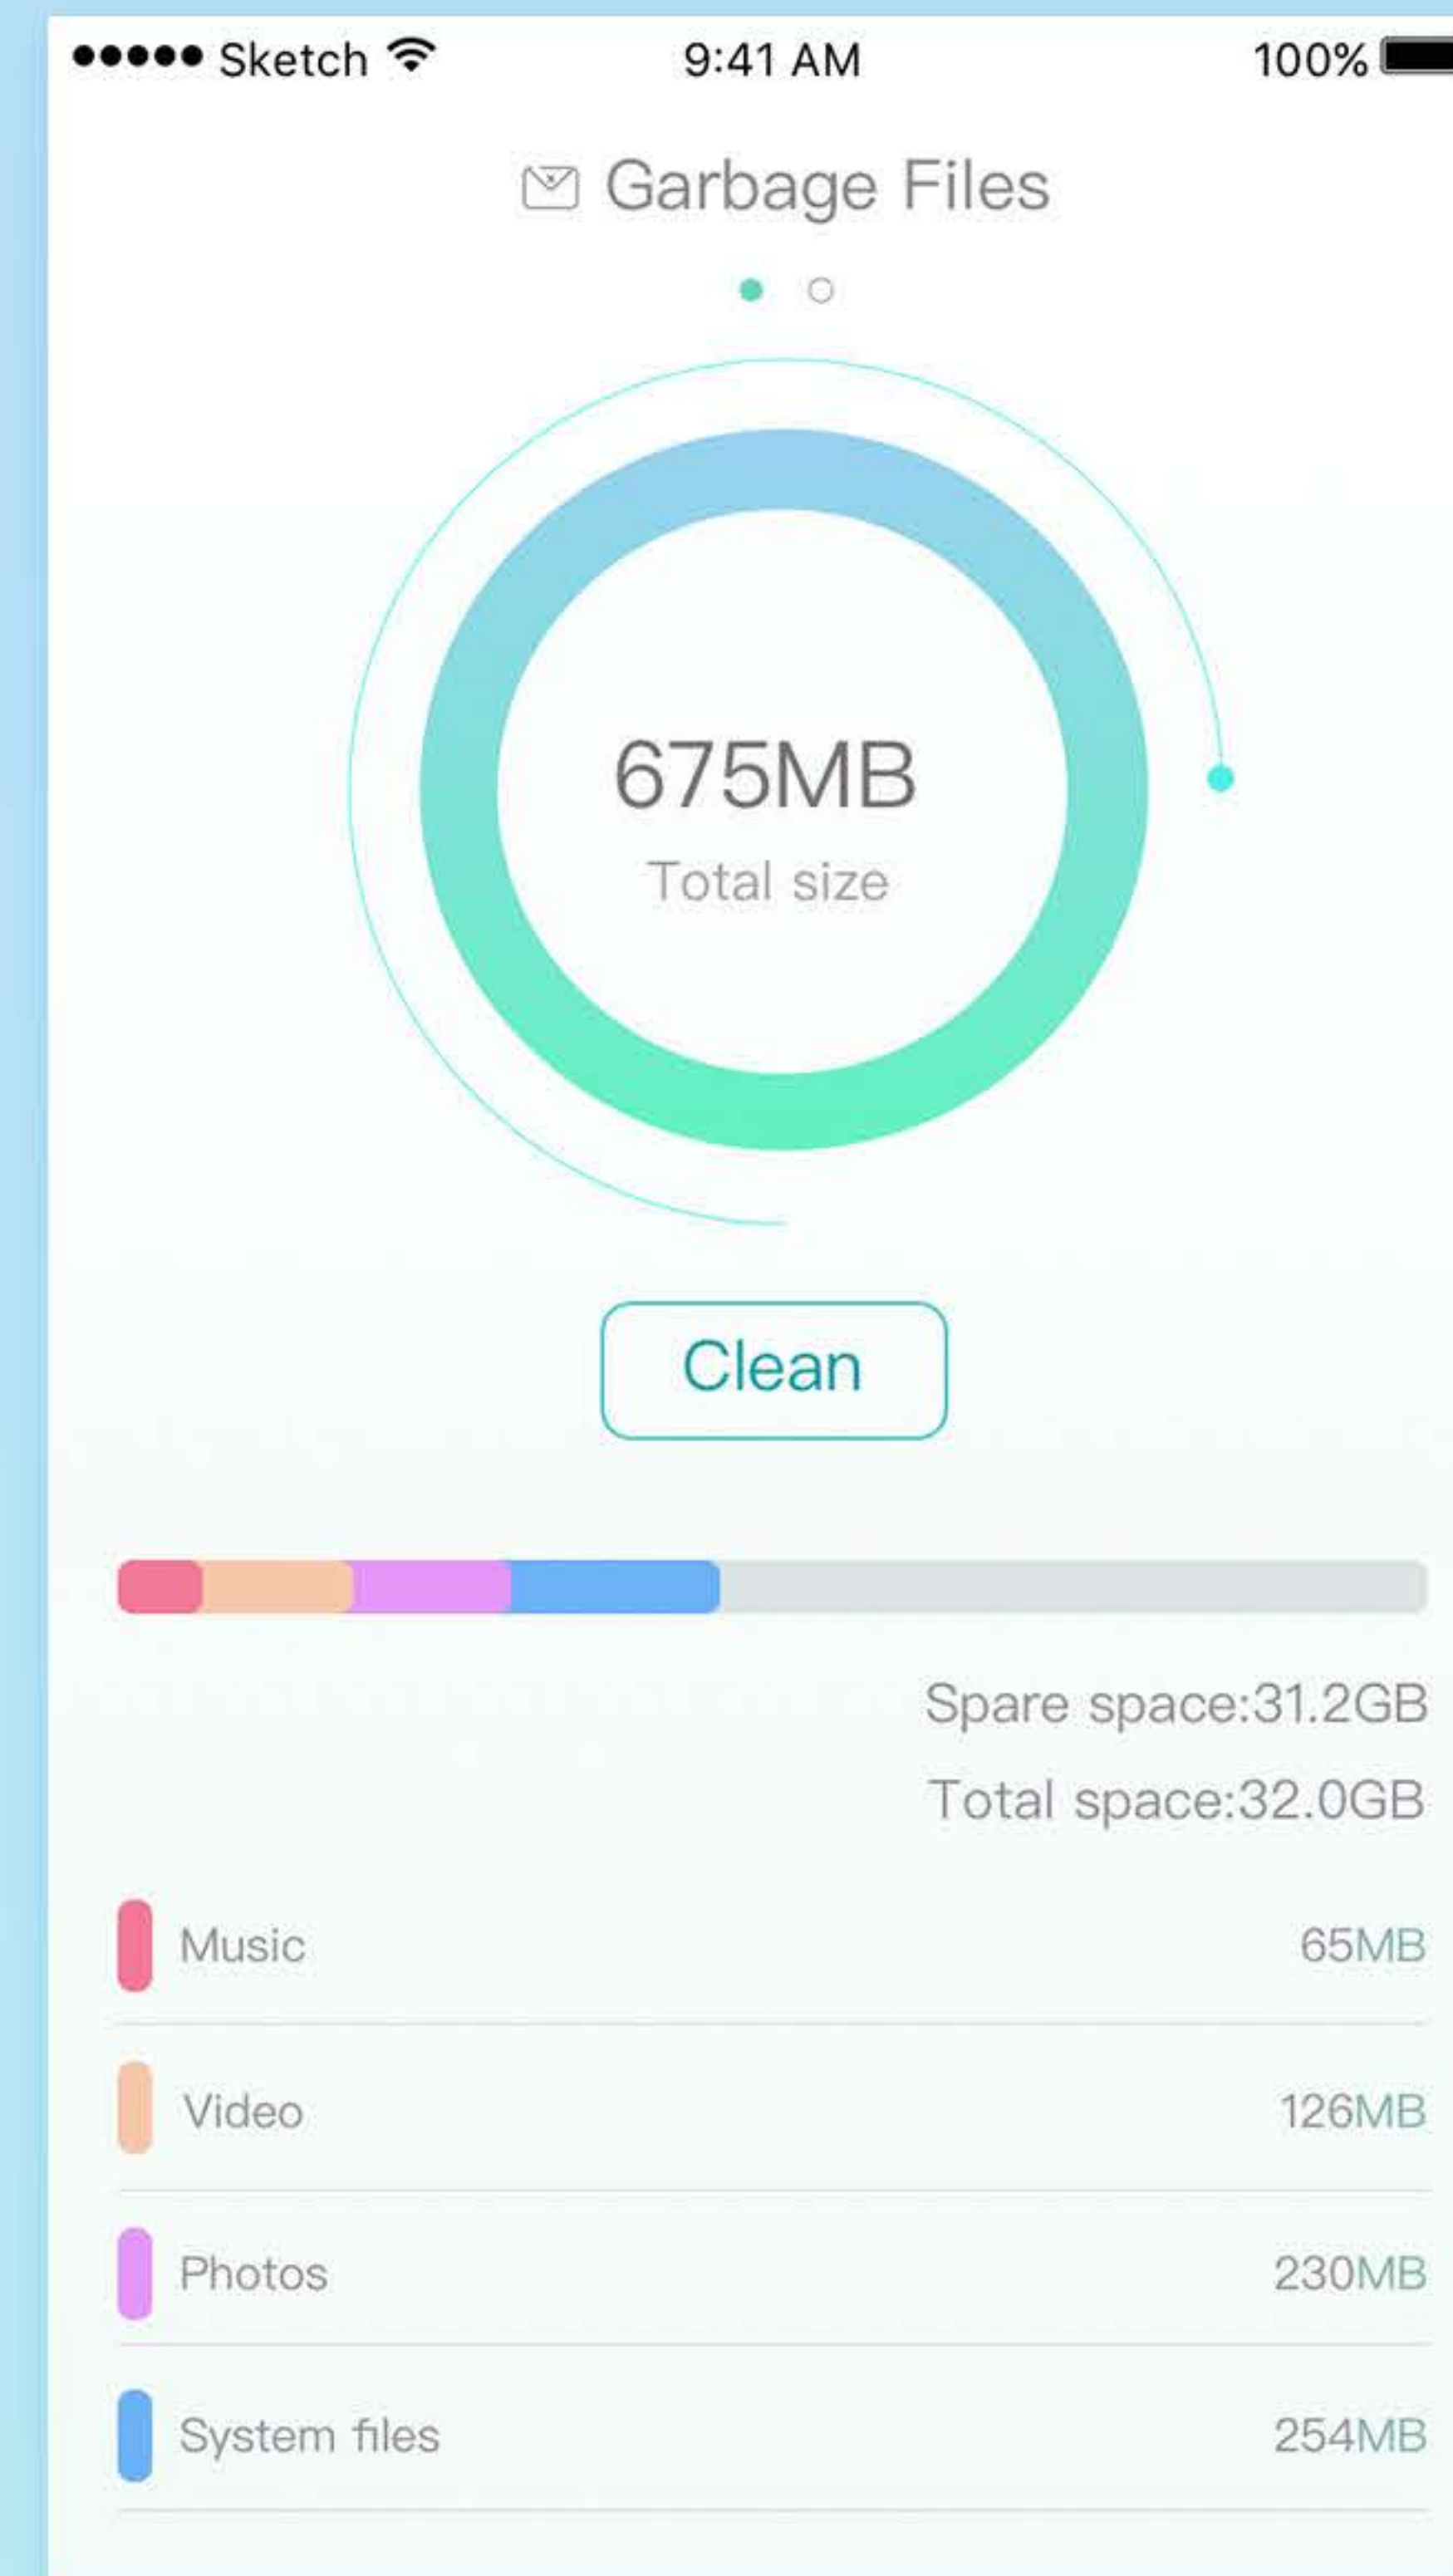 Sketch 9:41 AM 100%
Garbage Files
675MB
Total size
Clean
Spare space:31.2GB
Total space:32.0GB
Music 65MB
Video 126MB
Photos 230MB
System files 254MB